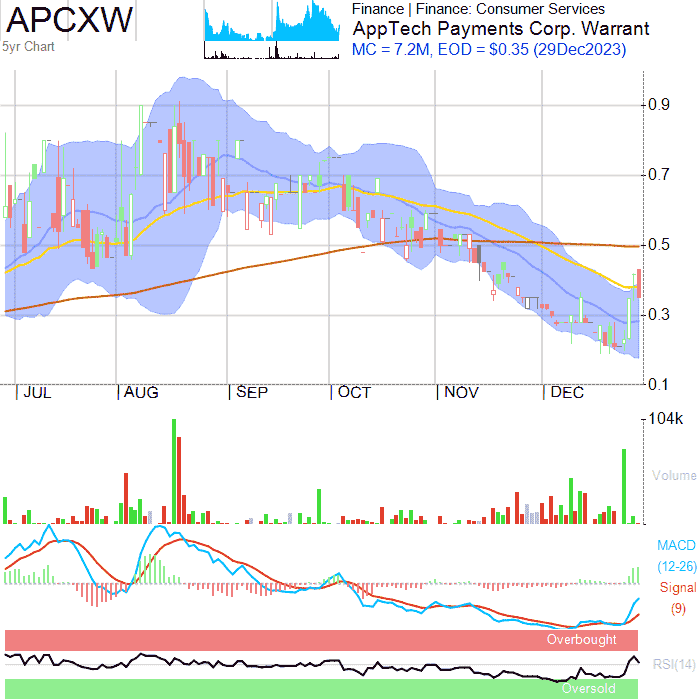 APCXW
5yr Chart
Finance | Finance: Consumer Services
AppTech Payments Corp. Warrant
MC = 7.2M, EOD = $0.35 (29Dec2023)
0.9
0.7
0.5
0.3
0.1
JUL AUG SEP OCT NOV DEC
104k
Volume
MACD
(12-26)
Signal
(9)
Overbought
RSI(14)
Oversold